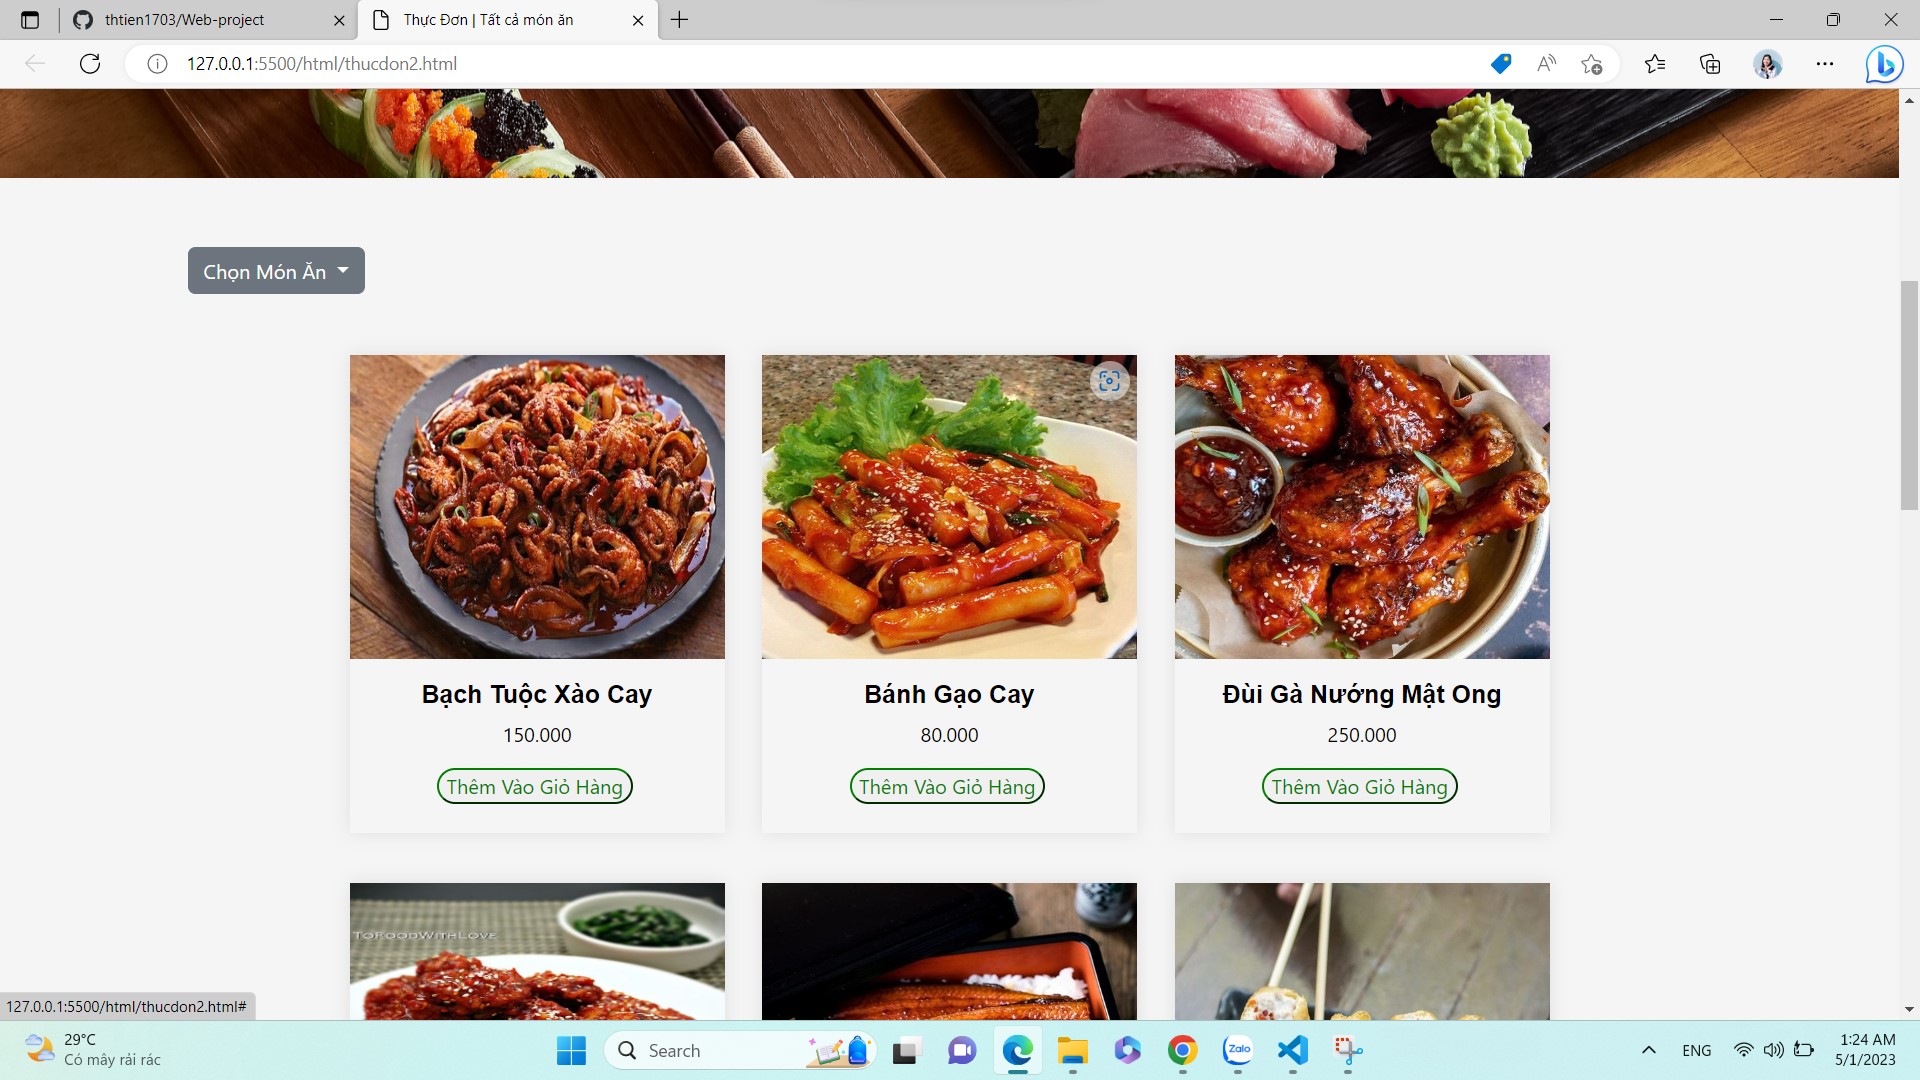 thtien1703/Web-project
Thực Đơn | Tất cả món ăn
127.0.0.1:5500/html/thucdon2.html
Chọn Món Ăn
Bạch Tuộc Xào Cay
Bánh Gạo Cay
Đùi Gà Nướng Mật Ong
150.000
80.000
250.000
Thêm Vào Giỏ Hàng
Thêm Vào Giỏ Hàng
Thêm Vào Giỏ Hàng
ToFoodWithLove
127.0.0.1:5500/html/thucdon2.html#
29°C
Có mây rải rác
Search
Zalo
ENG
1:24 AM
5/1/2023